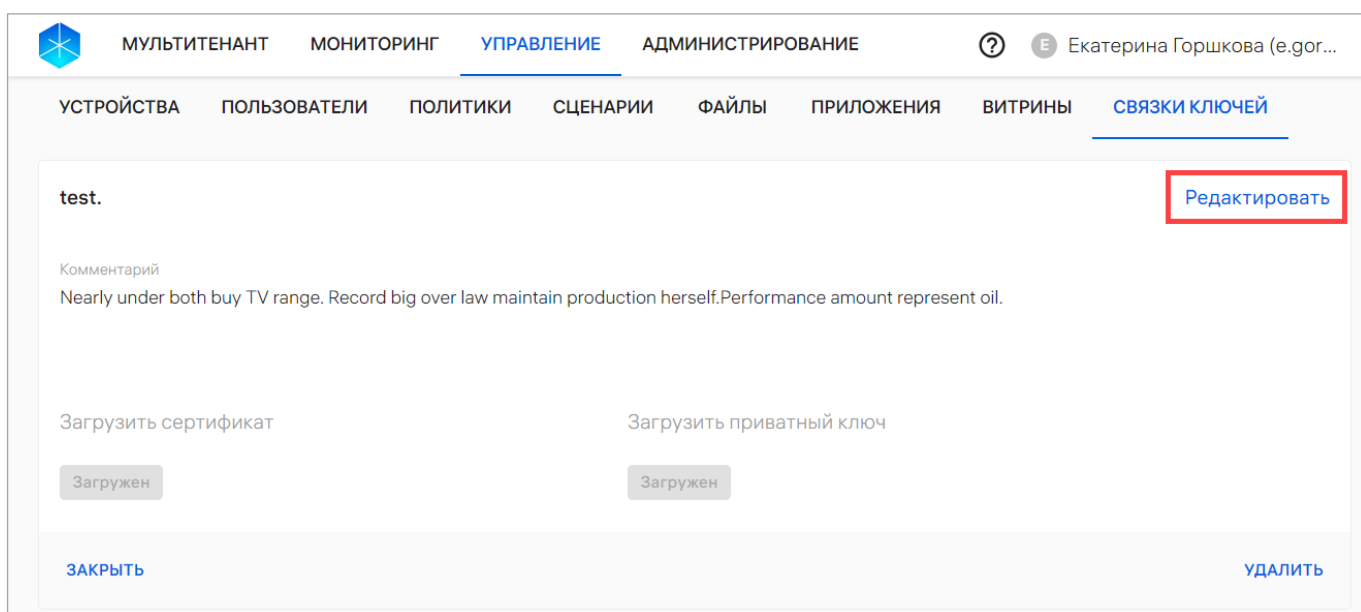 МУЛЬТИТЕНАНТ МОНИТОРИНГ УПРАВЛЕНИЕ АДМИНИСТРИРОВАНИЕ ? E Екатерина Горшкова (e.gor...
УСТРОЙСТВА ПОЛЬЗОВАТЕЛИ ПОЛИТИКИ СЦЕНАРИИ ФАЙЛЫ ПРИЛОЖЕНИЯ ВИТРИНЫ СВЯЗКИ КЛЮЧЕЙ
test. Редактировать
Комментарий
Nearly under both buy TV range. Record big over law maintain production herself.Performance amount represent oil.
Загрузить сертификат Загрузить приватный ключ
Загружен Загружен
ЗАКРЫТЬ УДАЛИТЬ